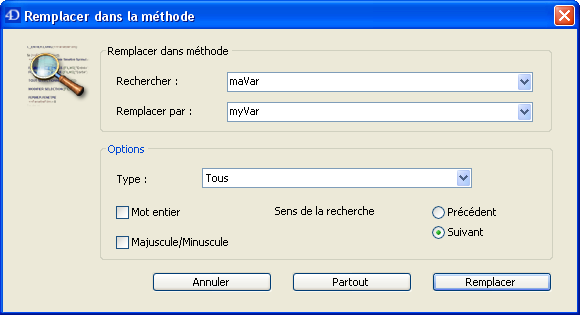 Remplacer dans la méthode
Remplacer dans méthode
Rechercher : maVar
Remplacer par : myVar
Options
Type : Tous
Mot entier Sens de la recherche Précédent
Suivant
Majuscule/Minuscule
Annuler Partout Remplacer